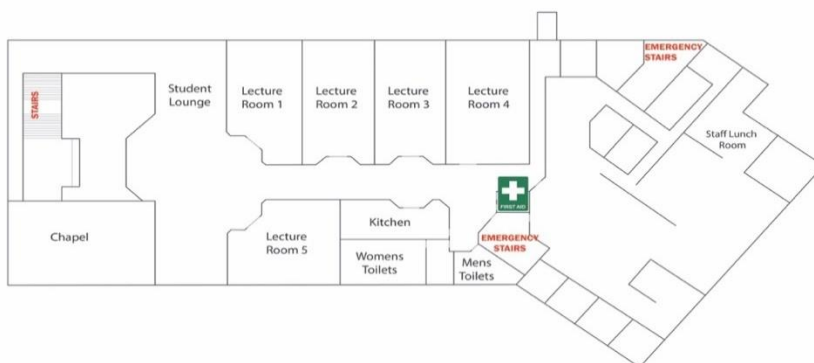 EMERGENCY
STAIRS
STAIRS
Student
Lounge
Lecture
Room 1
Lecture
Room 2
Lecture
Room 3
Lecture
Room 4
Staff Lunch
Room
FIRST AID
Chapel
Lecture
Room 5
Kitchen
EMERGENCY
STAIRS
Womens
Toilets
Mens
Toilets